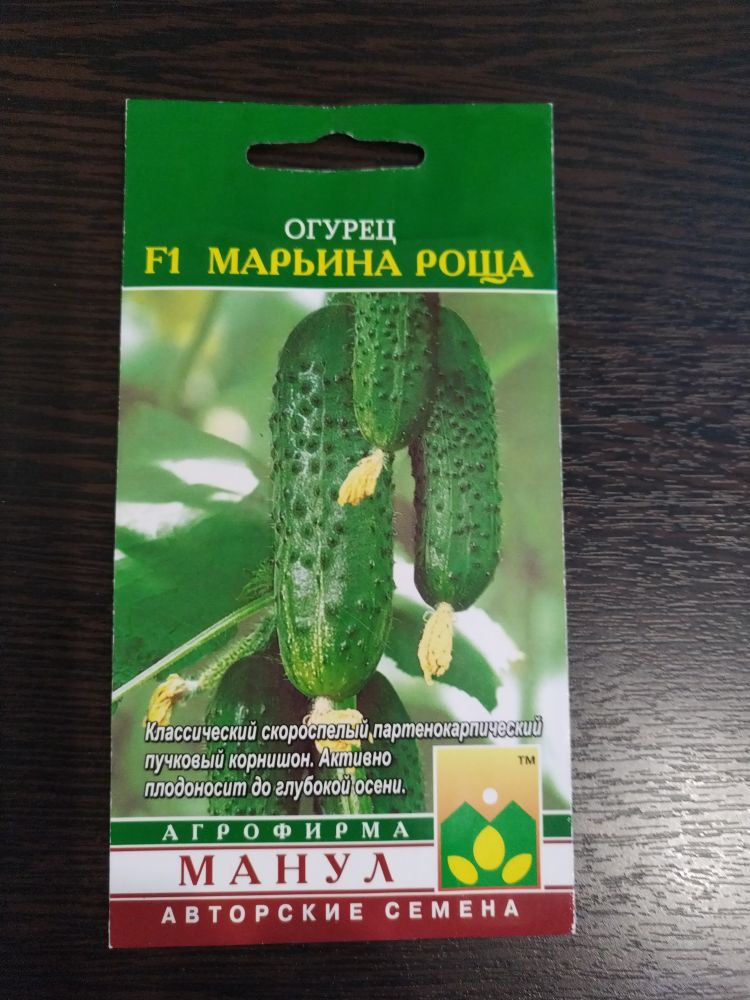 ОГУРЕЦ
F1 МАРЬИНА РОЩА
Классический скороспелый партенокарпический
пучковый корнишон. Активно
плодоносит до глубокой осени.
TM
АГРОФИРМА
МАНУЛ
АВТОРСКИЕ СЕМЕНА